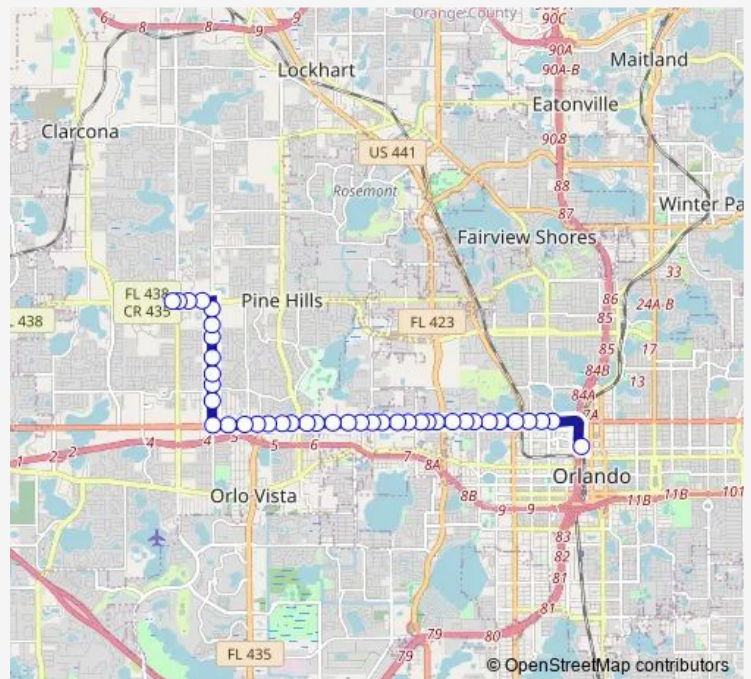 Orange County
90C
6
8
8
9
9
90A
Maitland
Lockhart
90A-B
Eatonville
Clarcona
908
US 441
88
Rosemont
87
Winter Pa
Fairview Shores
33
FL 438
CR 435
Pine Hills
86
24A-B
. 438
FL 423
85
85
17
84B
13
84A
7A
4
4
5
5
6
1
2
2
7
8A
Orlando
Orlo Vista
8B
9
9
11B
11B
101
83
82
81
81
79
80
FL 435
79
© OpenStreetMap contributors